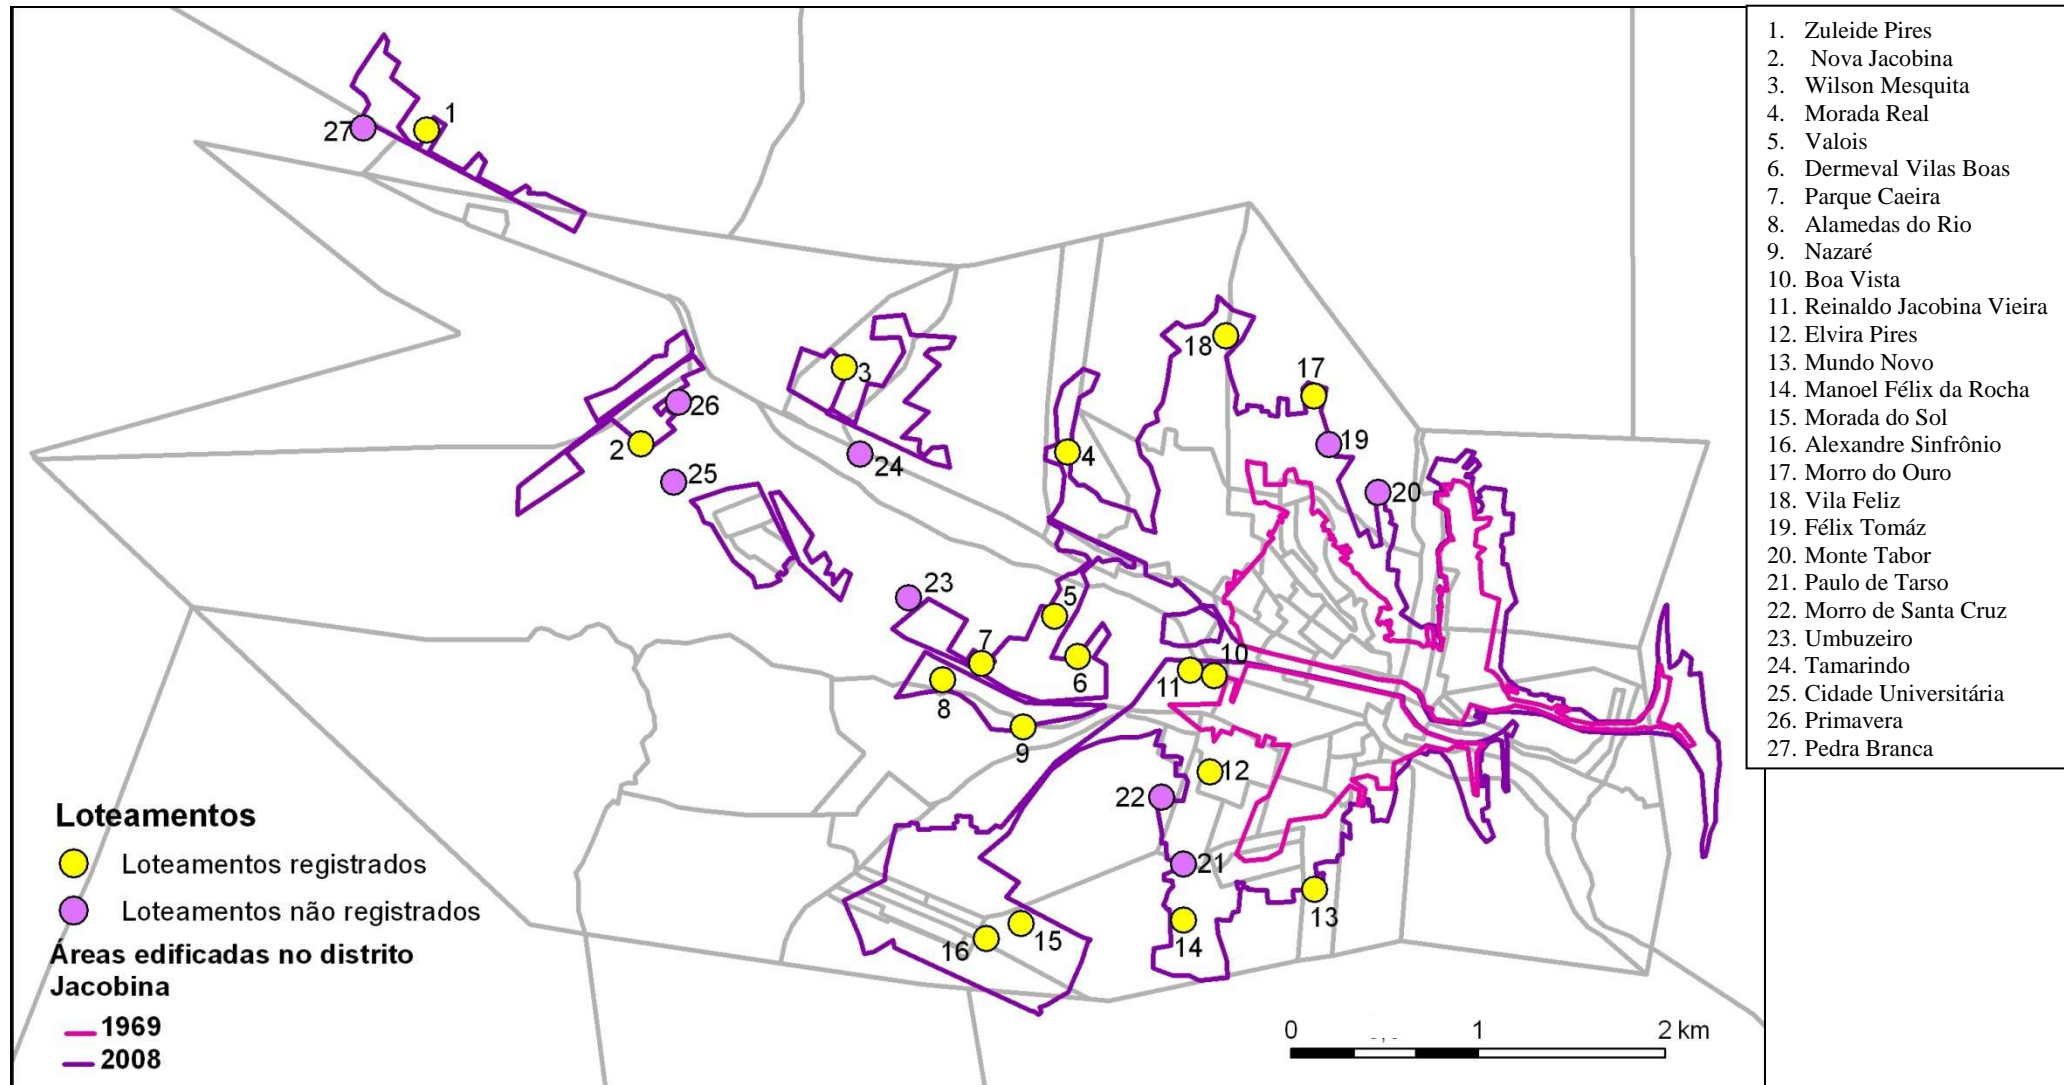 1. Zuleide Pires
2. Nova Jacobina
3. Wilson Mesquita
4. Morada Real
5. Valois
6. Dermeval Vilas Boas
7. Parque Caeira
8. Alamedas do Rio
9. Nazaré
10. Boa Vista
11. Reinaldo Jacobina Vieira
12. Elvira Pires
13. Mundo Novo
14. Manoel Félix da Rocha
15. Morada do Sol
16. Alexandre Sinfrônio
17. Morro do Ouro
18. Vila Feliz
19. Félix Tomáz
20. Monte Tabor
21. Paulo de Tarso
22. Morro de Santa Cruz
23. Umbuzeiro
24. Tamarindo
25. Cidade Universitária
26. Primavera
27. Pedra Branca
1
27
18
3
17
26
2
19
4
24
25
20
23
5
7
10
11
6
8
9
12
22
21
13
15
14
16
Loteamentos
Loteamentos registrados
Loteamentos não registrados
Áreas edificadas no distrito
Jacobina
1969
2008
0 1 2 km